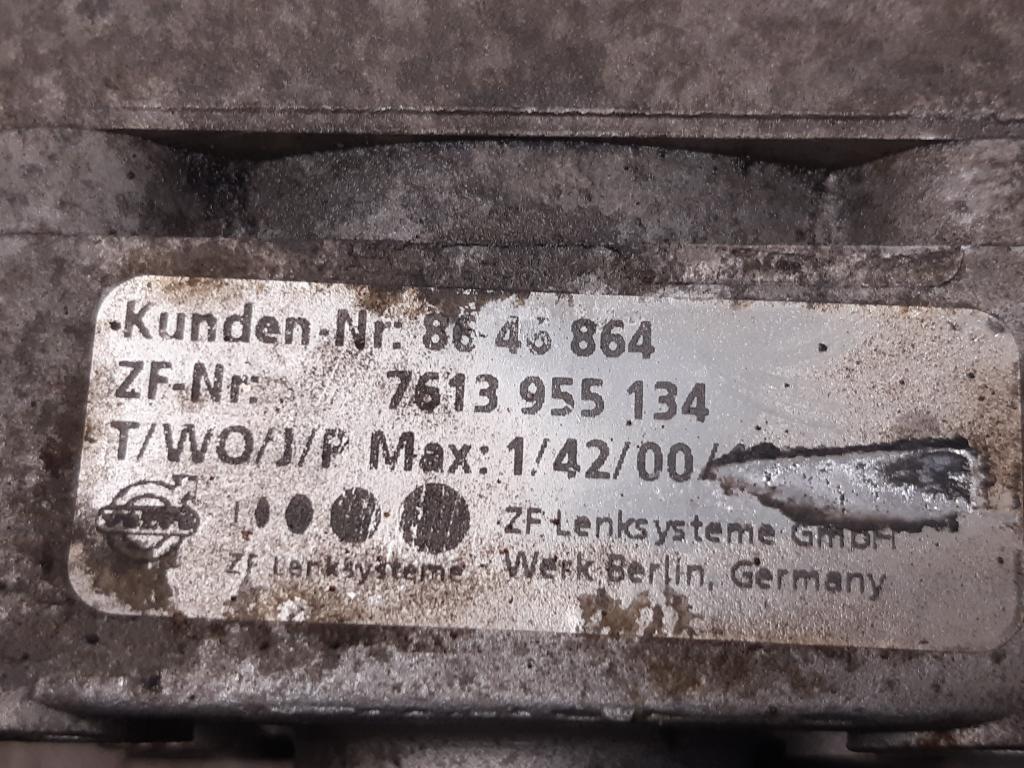 Kunden-Nr: 86 46 864
ZF-Nr: 7613 955 134
T/WO/J/P Max: 1/42/00/
VOLVO
ZF Lenksysteme GmbH
ZF Lenksysteme - Werk Berlin, Germany